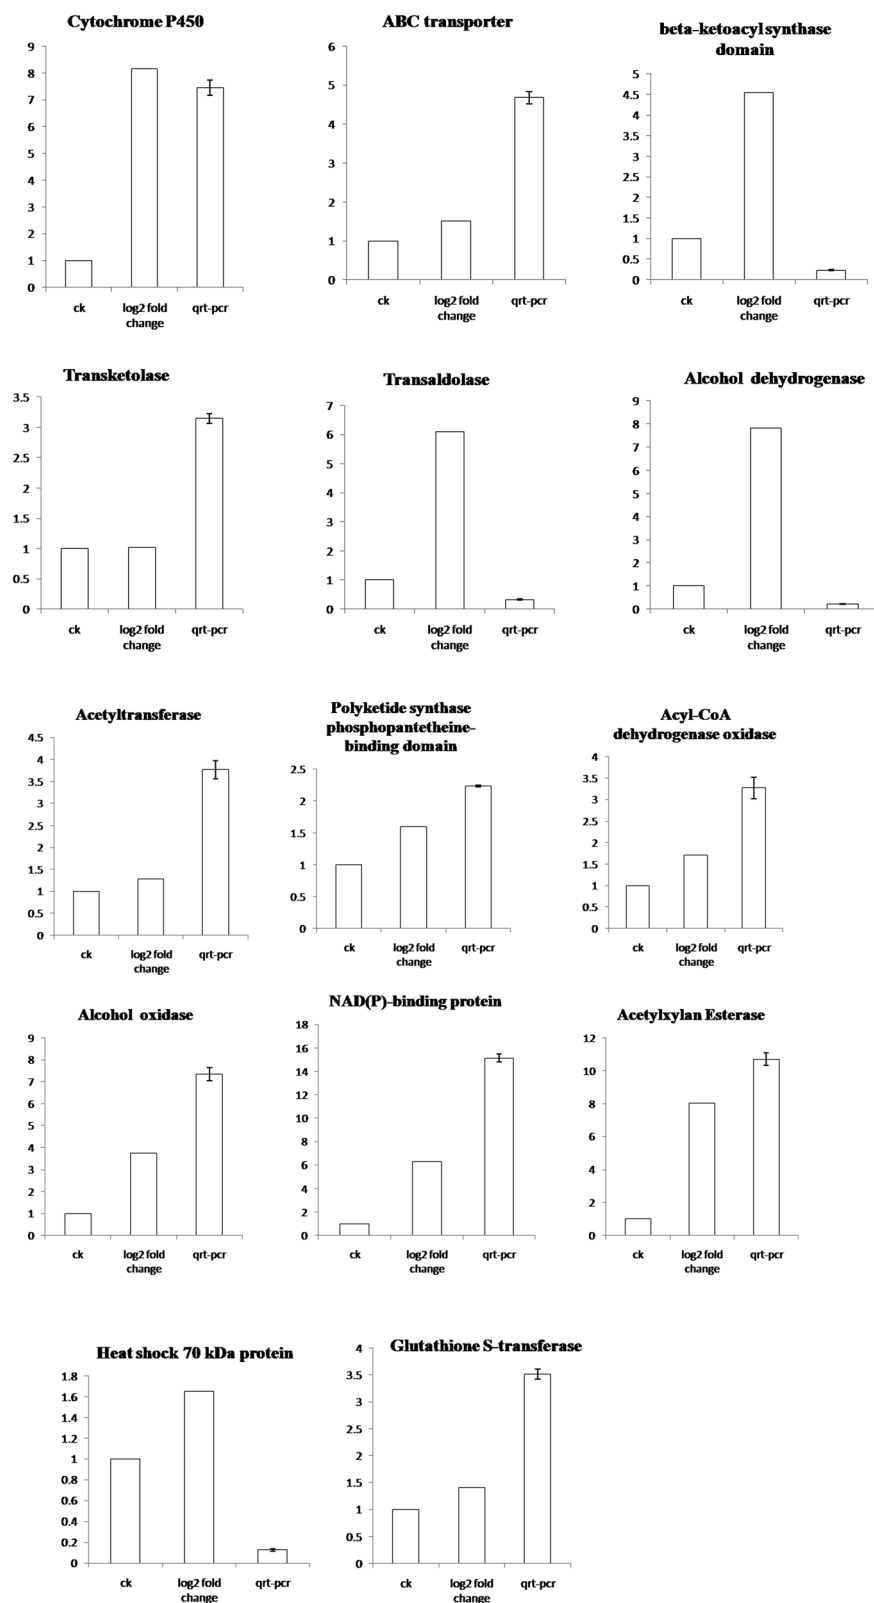 Cytochrome P450
9
8
7
6
5
4
3
2
1
0
ck
log2 fold
change
qrt-pcr
ABC transporter
6
5
4
3
2
1
0
ck
log2 fold
change
qrt-pcr
beta-ketoacyl synthase
domain
5
4.5
4
3.5
3
2.5
2
1.5
1
0.5
0
ck
log2 fold
change
qrt-pcr
Transketolase
3.5
3
2.5
2
1.5
1
0.5
0
ck
log2 fold
change
qrt-pcr
Transaldolase
7
6
5
4
3
2
1
0
ck
log2 fold
change
qrt-pcr
Alcohol dehydrogenase
9
8
7
6
5
4
3
2
1
0
ck
log2 fold
change
qrt-pcr
Acetyltransferase
4.5
4
3.5
3
2.5
2
1.5
1
0.5
0
ck
log2 fold
change
qrt-pcr
Polyketide synthase
phosphopantetheine-
binding domain
2.5
2
1.5
1
0.5
0
ck
log2 fold
change
qrt-pcr
Acyl-CoA
dehydrogenase oxidase
4
3.5
3
2.5
2
1.5
1
0.5
0
ck
log2 fold
change
qrt-pcr
Alcohol oxidase
9
8
7
6
5
4
3
2
1
0
ck
log2 fold
change
qrt-pcr
NAD(P)-binding protein
18
16
14
12
10
8
6
4
2
0
ck
log2 fold
change
qrt-pcr
Acetylxylan Esterase
12
10
8
6
4
2
0
ck
log2 fold
change
qrt-pcr
Heat shock 70 kDa protein
1.8
1.6
1.4
1.2
1
0.8
0.6
0.4
0.2
0
ck
log2 fold
change
qrt-pcr
Glutathione S-transferase
4
3.5
3
2.5
2
1.5
1
0.5
0
ck
log2 fold
change
qrt-pcr